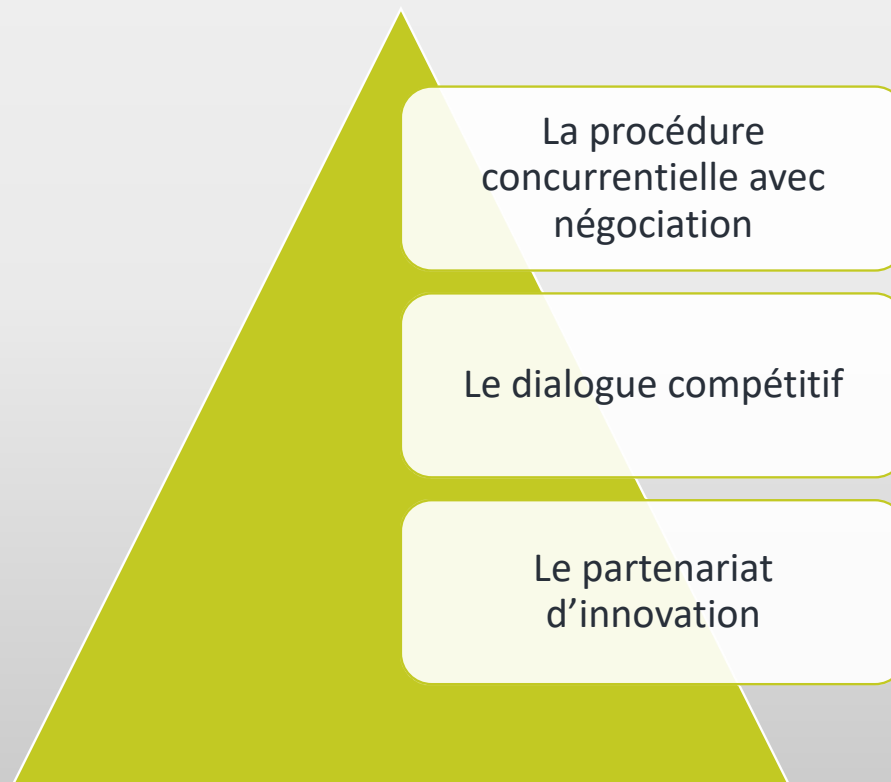 La procédure
concurrentielle avec
négociation
Le dialogue compétitif
Le partenariat
d’innovation